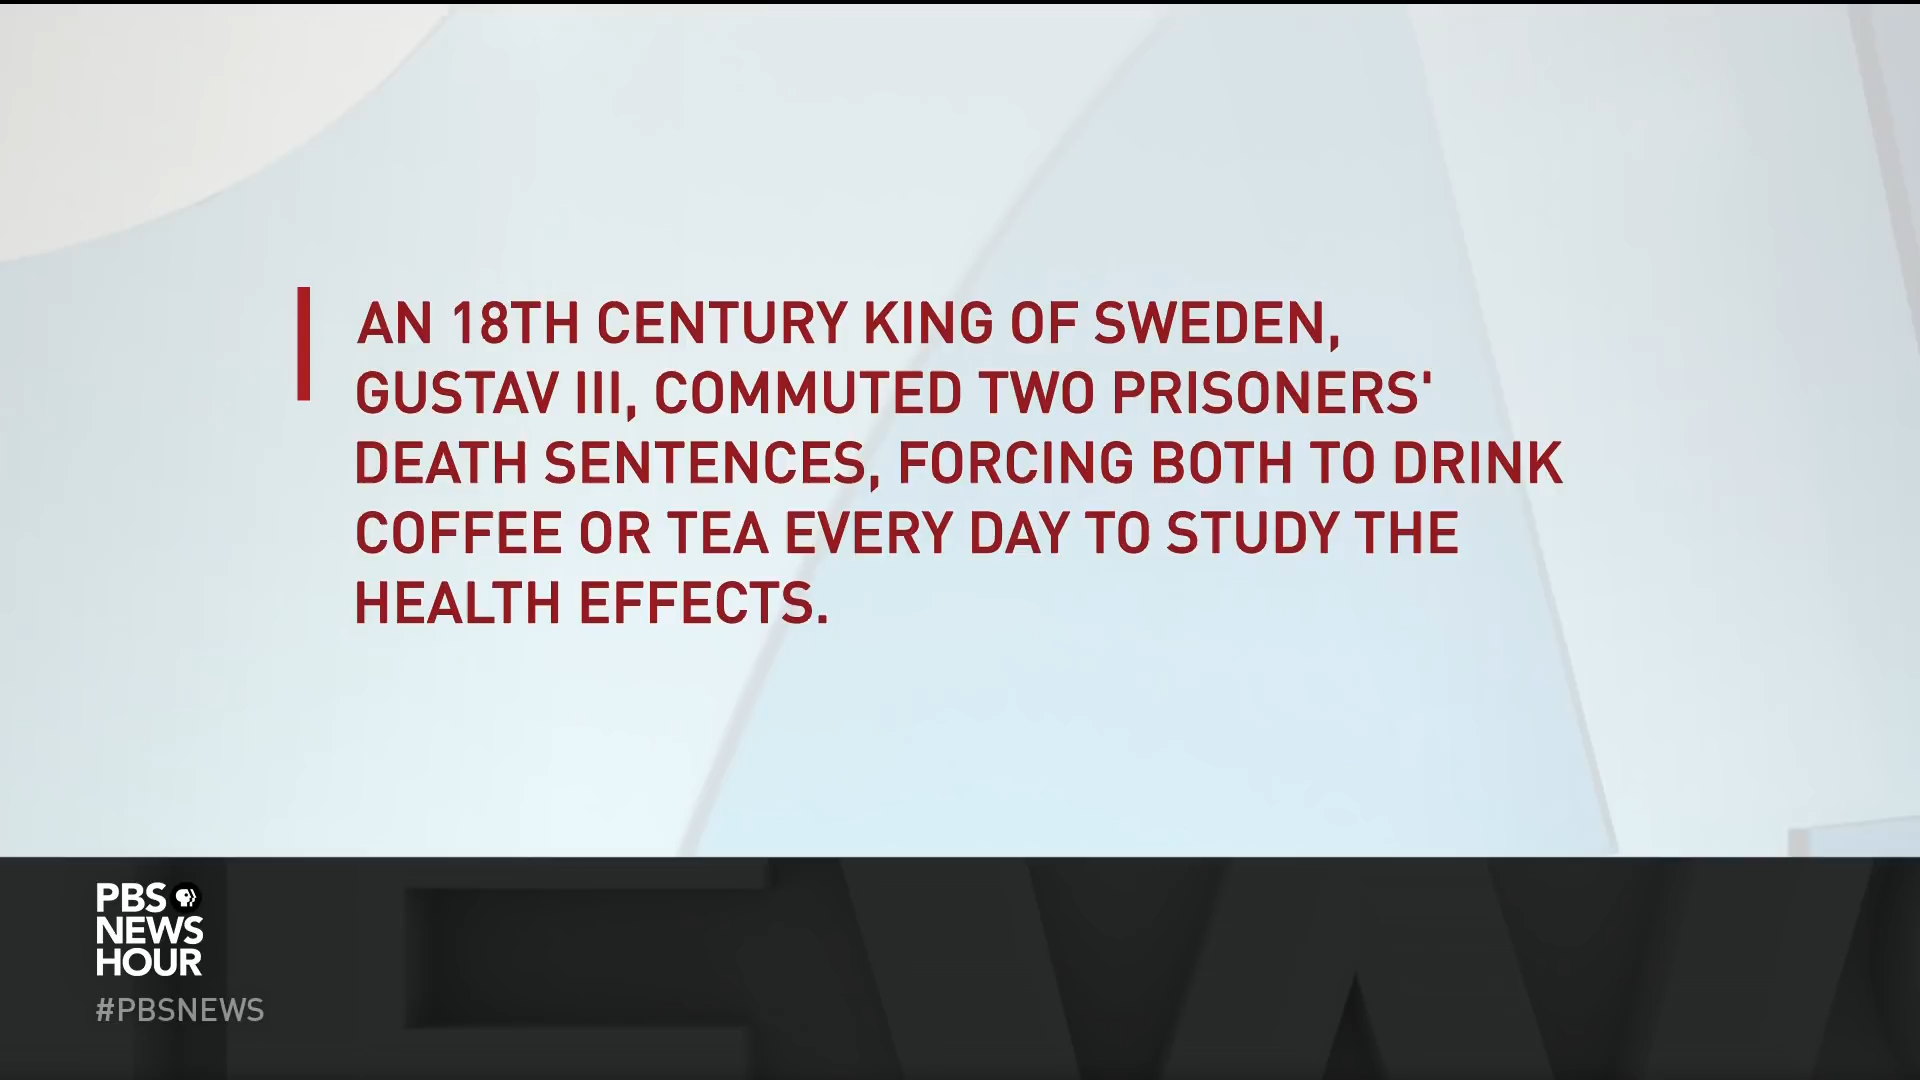 AN 18TH CENTURY KING OF SWEDEN,
GUSTAV III, COMMUTED TWO PRISONERS'
DEATH SENTENCES, FORCING BOTH TO DRINK
COFFEE OR TEA EVERY DAY TO STUDY THE
HEALTH EFFECTS.
PBS
NEWS
HOUR
#PBSNEWS